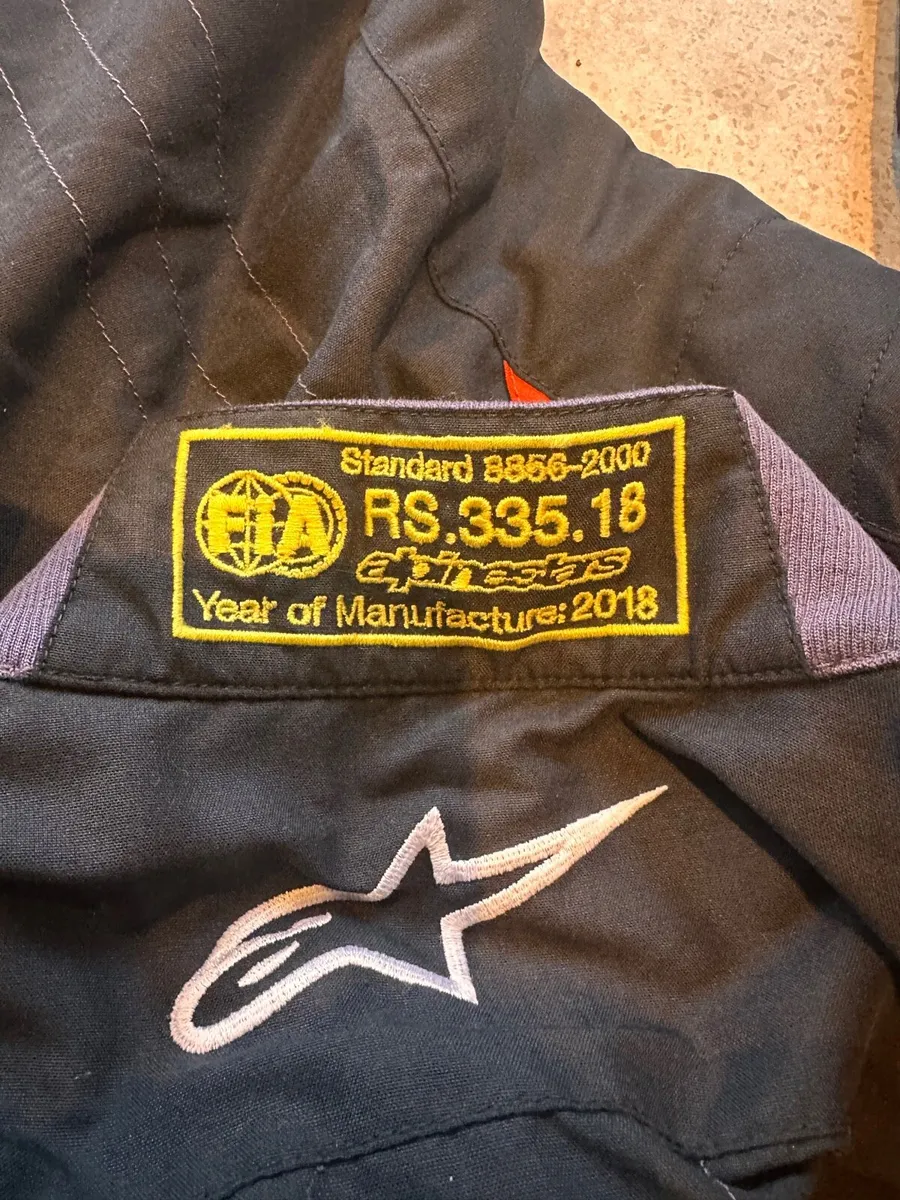 Standard 8856-2000
FIA
RS.335.18
alpinestars
Year of Manufacture: 2018